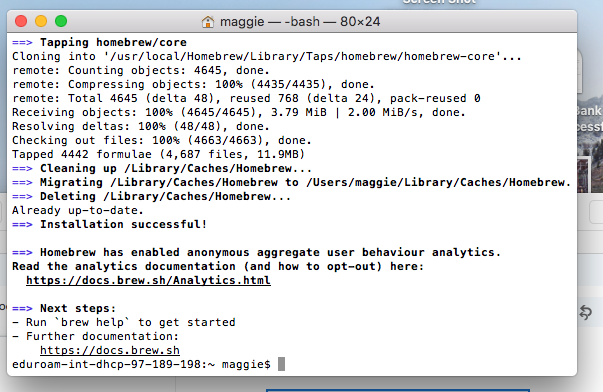 Screen Shot
maggie — -bash — 80×24
==> Tapping homebrew/core
Cloning into '/usr/local/Homebrew/Library/Taps/homebrew/homebrew-core'...
remote: Counting objects: 4645, done.
remote: Compressing objects: 100% (4435/4435), done.
remote: Total 4645 (delta 48), reused 768 (delta 24), pack-reused 0
Receiving objects: 100% (4645/4645), 3.79 MiB | 2.00 MiB/s, done.
Resolving deltas: 100% (48/48), done.
Checking out files: 100% (4663/4663), done.
Tapped 4442 formulae (4,687 files, 11.9MB)
==> Cleaning up /Library/Caches/Homebrew...
==> Migrating /Library/Caches/Homebrew to /Users/maggie/Library/Caches/Homebrew.
==> Deleting /Library/Caches/Homebrew...
Already up-to-date.
==> Installation successful!
==> Homebrew has enabled anonymous aggregate user behaviour analytics.
Read the analytics documentation (and how to opt-out) here:
https://docs.brew.sh/Analytics.html
==> Next steps:
- Run `brew help` to get started
- Further documentation:
https://docs.brew.sh
eduroam-int-dhcp-97-189-198:~ maggie$
Bank